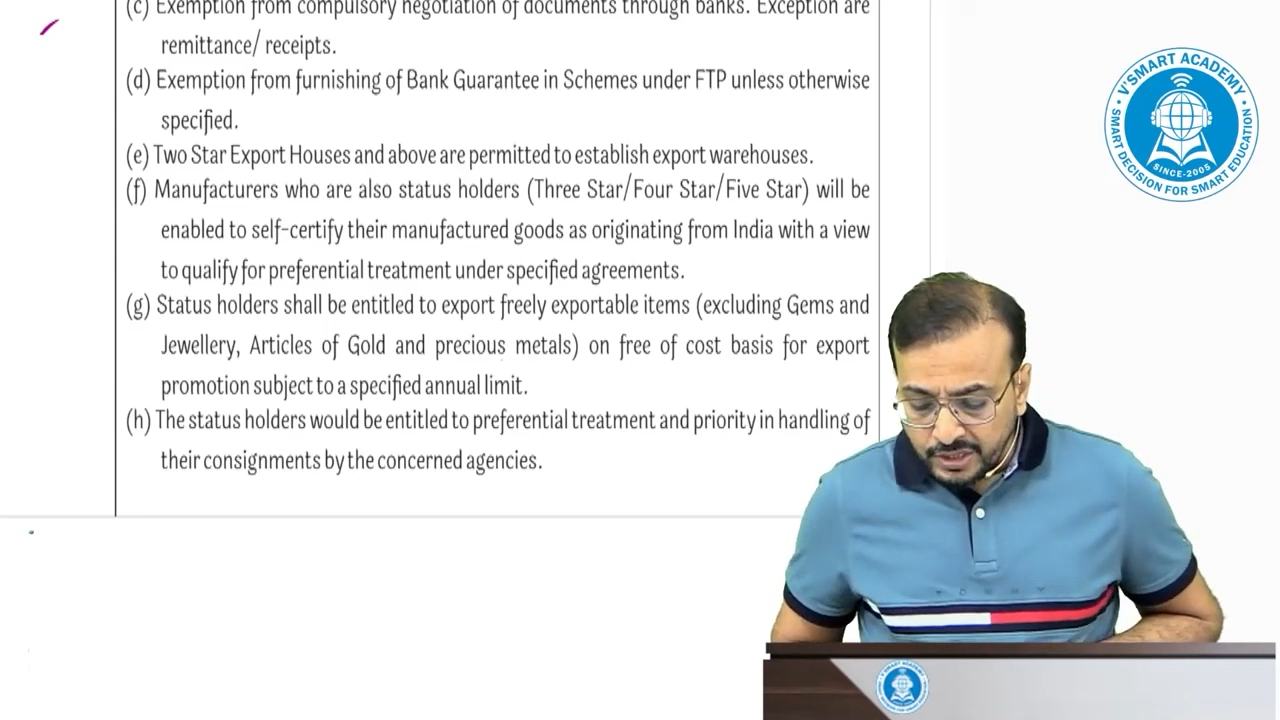 (c) Exemption from compulsory negotiation of documents through banks. Exception are
remittance/ receipts.
(d) Exemption from furnishing of Bank Guarantee in Schemes under FTP unless otherwise
specified.
(e) Two Star Export Houses and above are permitted to establish export warehouses.
(f) Manufacturers who are also status holders (Three Star/Four Star/Five Star) will be
enabled to self-certify their manufactured goods as originating from India with a view
to qualify for preferential treatment under specified agreements.
(g) Status holders shall be entitled to export freely exportable items (excluding Gems and
Jewellery, Articles of Gold and precious metals) on free of cost basis for export
promotion subject to a specified annual limit.
(h) The status holders would be entitled to preferential treatment and priority in handling of
their consignments by the concerned agencies.
V'SMART ACADEMY
SMART DECISION FOR SMART EDUCATION
SINCE-2005